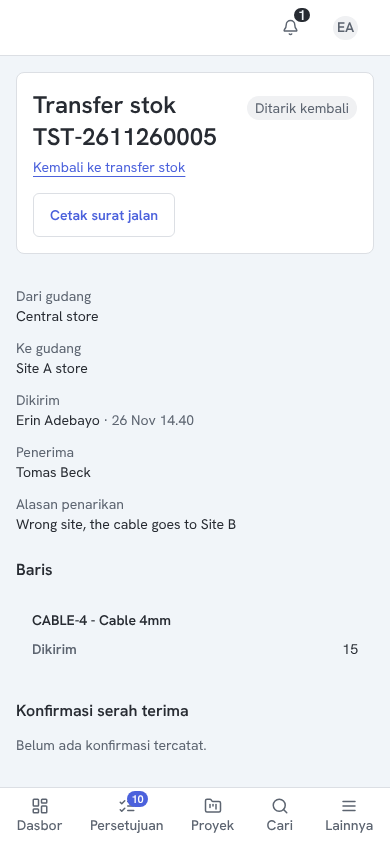 1
EA
Transfer stok
TST-2611260005
Ditarik kembali
Kembali ke transfer stok
Cetak surat jalan
Dari gudang
Central store
Ke gudang
Site A store
Dikirim
Erin Adebayo · 26 Nov 14.40
Penerima
Tomas Beck
Alasan penarikan
Wrong site, the cable goes to Site B
Baris
CABLE-4 - Cable 4mm
Dikirim 15
Konfirmasi serah terima
Belum ada konfirmasi tercatat.
10
Dasbor Persetujuan Proyek Cari Lainnya